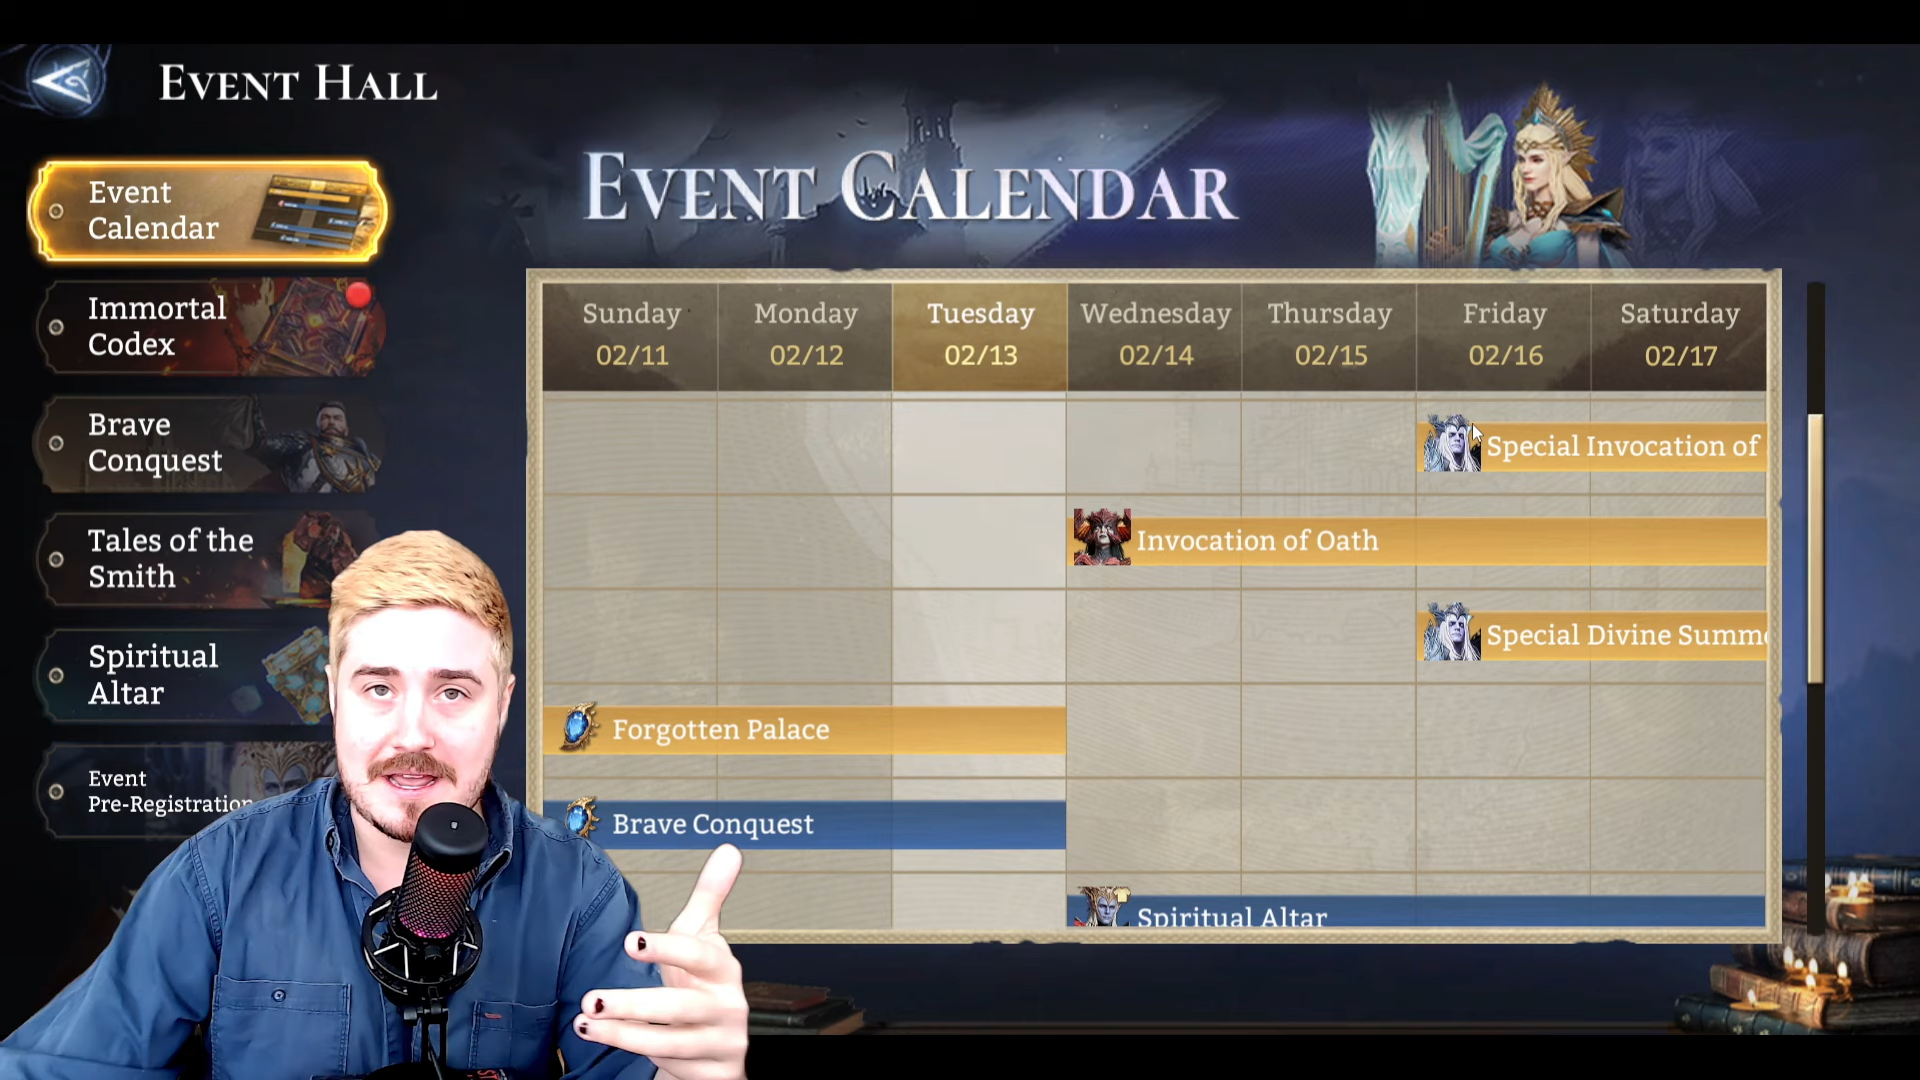 EVENT HALL
Event
Calendar
Immortal
Codex
Brave
Conquest
Tales of the
Smith
Spiritual
Altar
Event
Pre-Registration
EVENT CALENDAR
Sunday Monday Tuesday Wednesday Thursday Friday Saturday
02/11 02/12 02/13 02/14 02/15 02/16 02/17
Special Invocation of
Invocation of Oath
Special Divine
Forgotten Palace
Brave Conquest
Spiritual Altar